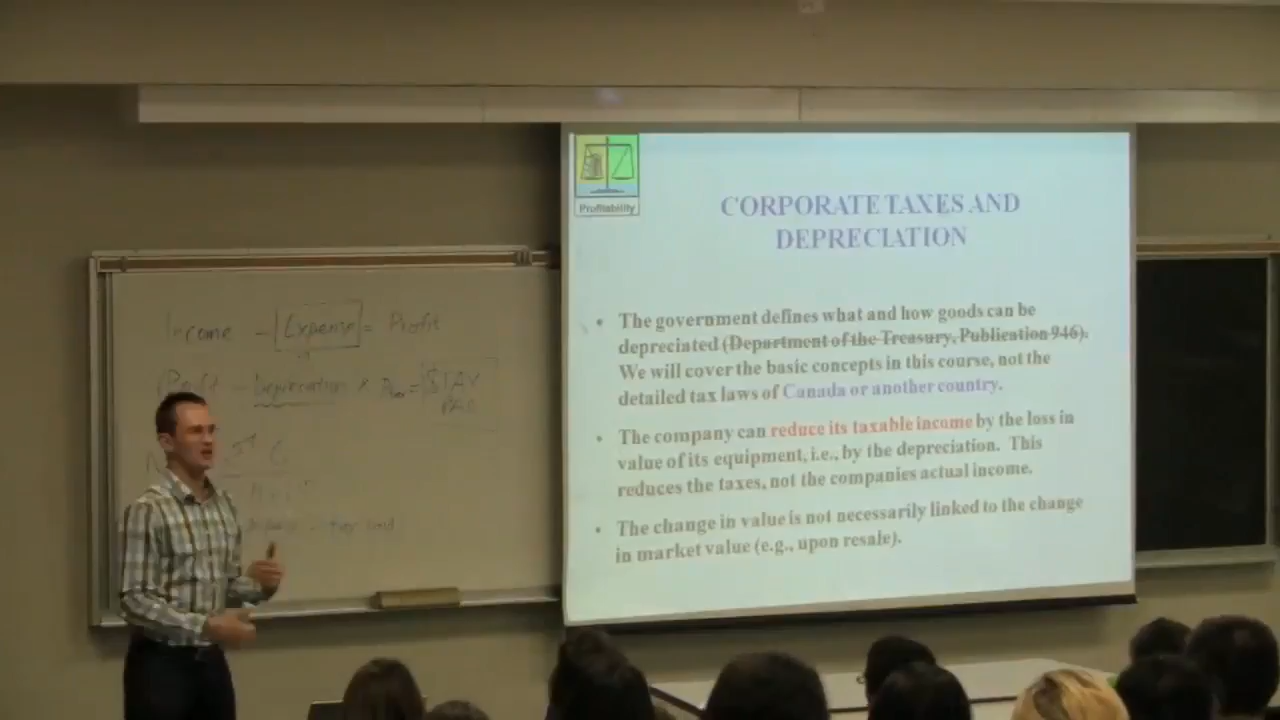 Profitability
CORPORATE TAXES AND
DEPRECIATION
• The government defines what and how goods can be
depreciated (Department of the Treasury, Publication 946).
We will cover the basic concepts in this course, not the
detailed tax laws of Canada or another country.
• The company can reduce its taxable income by the loss in
value of its equipment, i.e., by the depreciation. This
reduces the taxes, not the companies actual income.
• The change in value is not necessarily linked to the change
in market value (e.g., upon resale).
Income - Expense = Profit
Profit - Depreciation